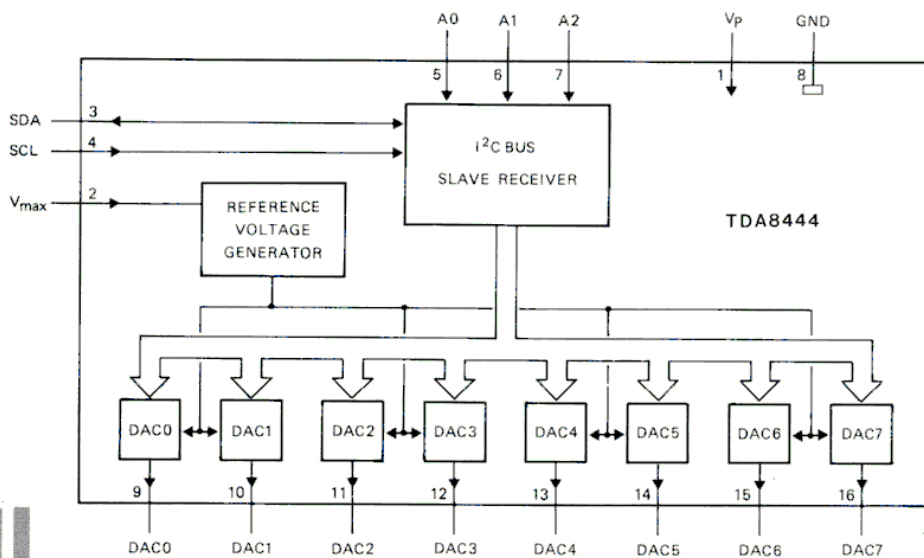 A0 A1 A2 VP GND
5 6 7 1 8
SDA 3
SCL 4
I²C BUS
SLAVE RECEIVER
Vmax 2
REFERENCE
VOLTAGE
GENERATOR
TDA8444
DAC0 DAC1 DAC2 DAC3 DAC4 DAC5 DAC6 DAC7
9 10 11 12 13 14 15 16
DAC0 DAC1 DAC2 DAC3 DAC4 DAC5 DAC6 DAC7